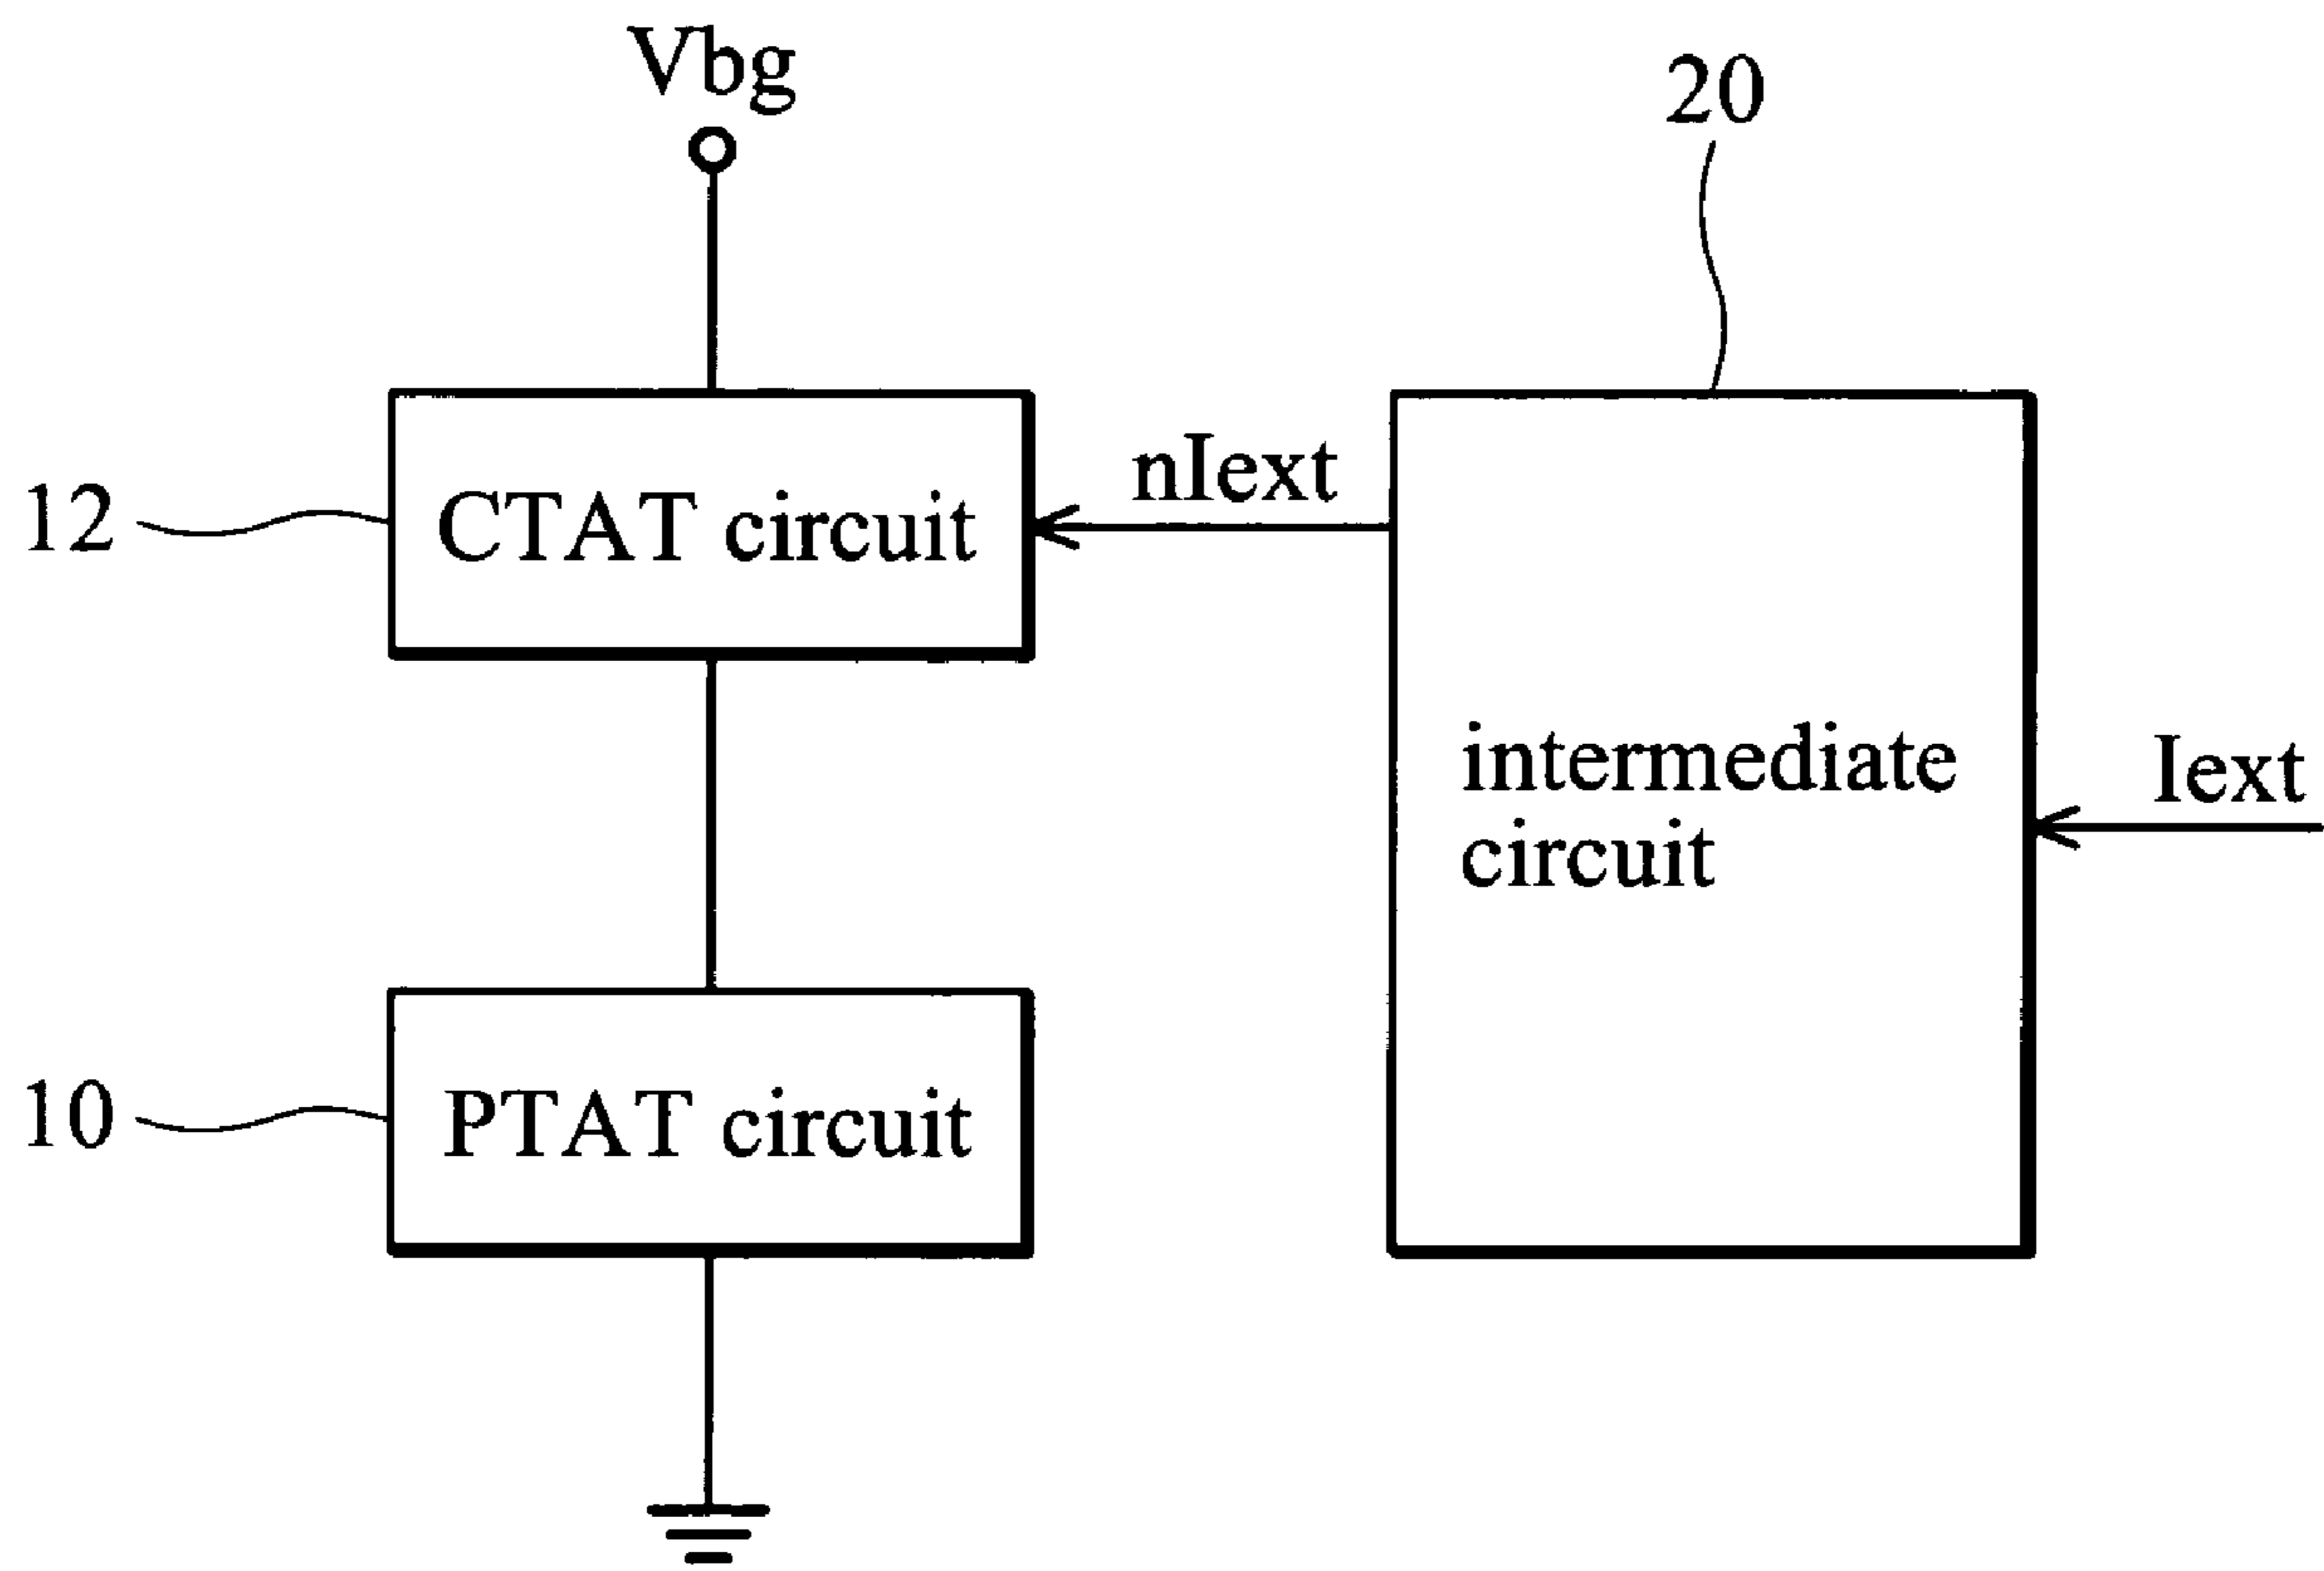 Vbg
20
nIext
12
CTAT circuit
intermediate
circuit
Iext
10
PTAT circuit